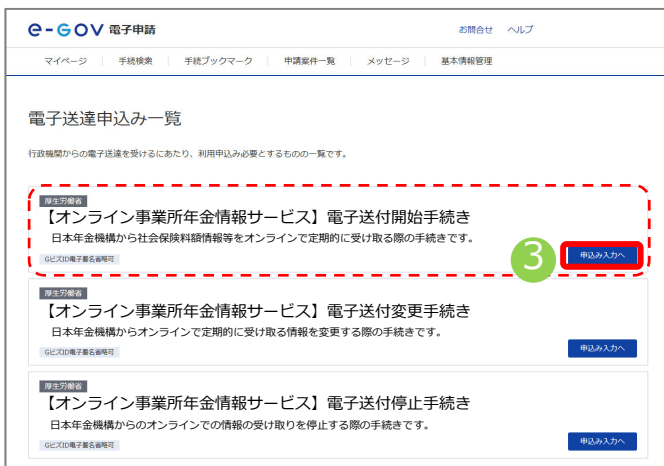 e-GOV 電子申請
お問合せ ヘルプ
マイページ 手続検索 手続ブックマーク 申請案件一覧 メッセージ 基本情報管理
電子送達申込み一覧
行政機関からの電子送達を受けるにあたり、利用申込み必要とするものの一覧です。
厚生労働省
【オンライン事業所年金情報サービス】電子送付開始手続き
日本年金機構から社会保険料額情報等をオンラインで定期的に受け取る際の手続きです。
GビズID電子署名省略可
3 申込み入力へ
厚生労働省
【オンライン事業所年金情報サービス】電子送付変更手続き
日本年金機構からオンラインで定期的に受け取る情報を変更する際の手続きです。
GビズID電子署名省略可
申込み入力へ
厚生労働省
【オンライン事業所年金情報サービス】電子送付停止手続き
日本年金機構からのオンラインでの情報の受け取りを停止する際の手続きです。
GビズID電子署名省略可
申込み入力へ